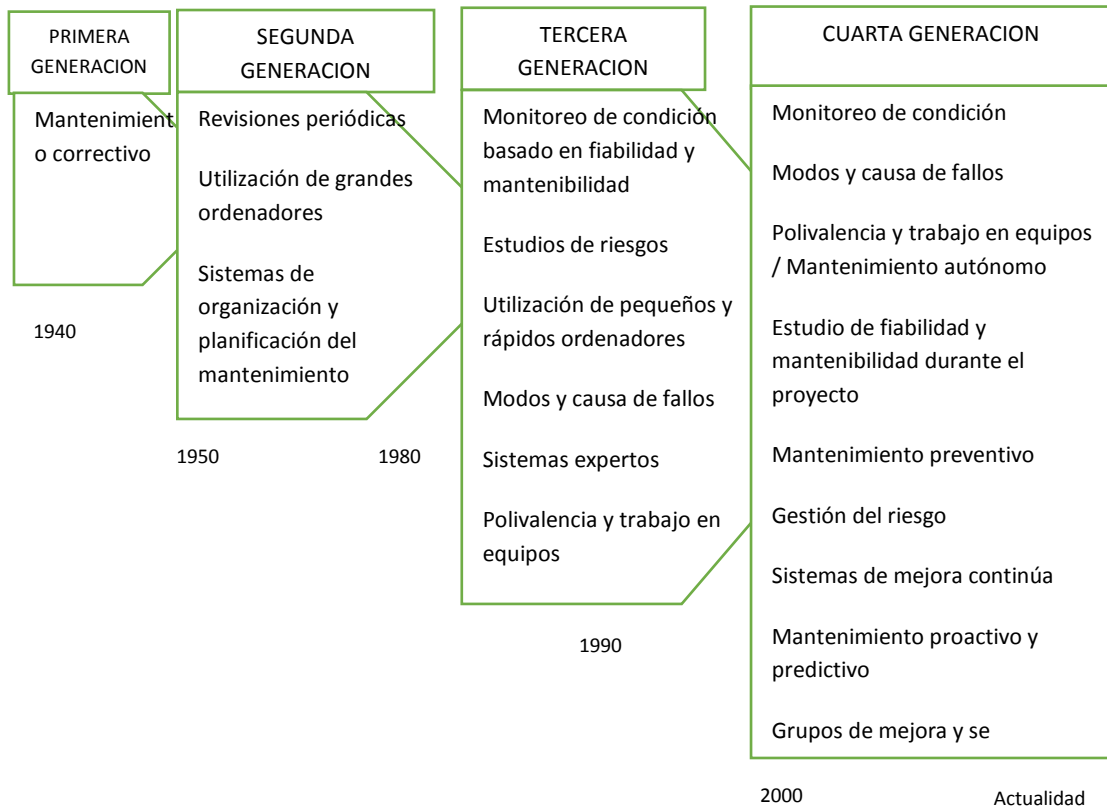 PRIMERA
GENERACION
Mantenimient
o correctivo
1940
SEGUNDA
GENERACION
Revisiones periódicas
Utilización de grandes
ordenadores
Sistemas de
organización y
planificación del
mantenimiento
1950
1980
TERCERA
GENERACION
Monitoreo de condición
basado en fiabilidad y
mantenibilidad
Estudios de riesgos
Utilización de pequeños y
rápidos ordenadores
Modos y causa de fallos
Sistemas expertos
Polivalencia y trabajo en
equipos
1990
CUARTA GENERACION
Monitoreo de condición
Modos y causa de fallos
Polivalencia y trabajo en equipos
/ Mantenimiento autónomo
Estudio de fiabilidad y
mantenibilidad durante el
proyecto
Mantenimiento preventivo
Gestión del riesgo
Sistemas de mejora continúa
Mantenimiento proactivo y
predictivo
Grupos de mejora y se
2000
Actualidad